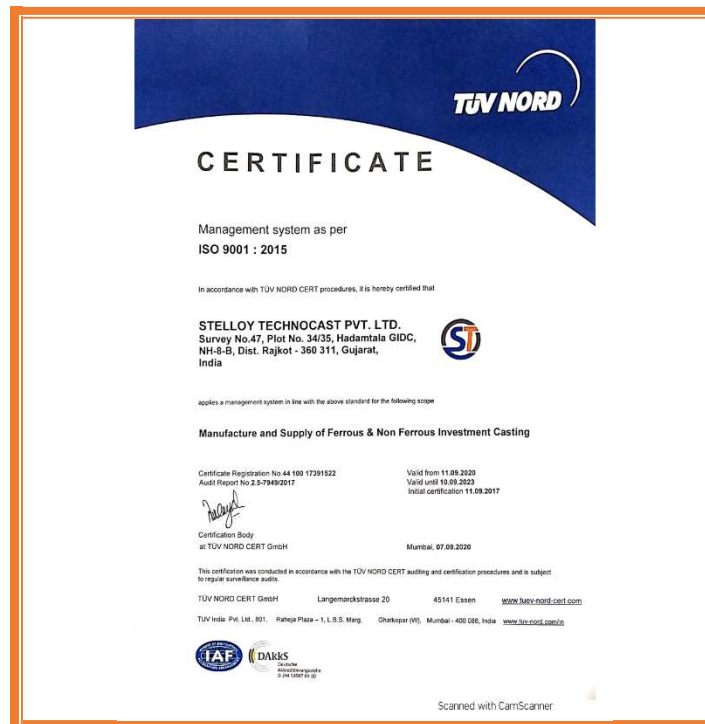 TÜV NORD
CERTIFICATE
Management system as per
ISO 9001 : 2015
In accordance with TÜV NORD CERT procedures, it is hereby certified that
STELLOY TECHNOCAST PVT. LTD.
Survey No.47, Plot No. 34/35, Hadamtala GIDC,
NH-8-B, Dist. Rajkot - 360 311, Gujarat,
India
ST
applies a management system in line with the above standard for the following scope
Manufacture and Supply of Ferrous & Non Ferrous Investment Casting
Certificate Registration No.44 100 17391522
Audit Report No.2.5-7949/2017
Valid from 11.09.2020
Valid until 10.09.2023
Initial certification 11.09.2017
Certification Body
at TÜV NORD CERT GmbH
Mumbai, 07.09.2020
This certification was conducted in accordance with the TÜV NORD CERT auditing and certification procedures and is subject
to regular surveillance audits.
TÜV NORD CERT GmbH Langemarckstrasse 20 45141 Essen www.tuev-nord-cert.com
TUV India Pvt. Ltd., 801, Raheja Plaza – 1, L.B.S. Marg, Ghatkopar (W), Mumbai - 400 086, India www.tuv-nord.com/in
IAF
DAkkS
Deutsche
Akkreditierungsstelle
Scanned with CamScanner